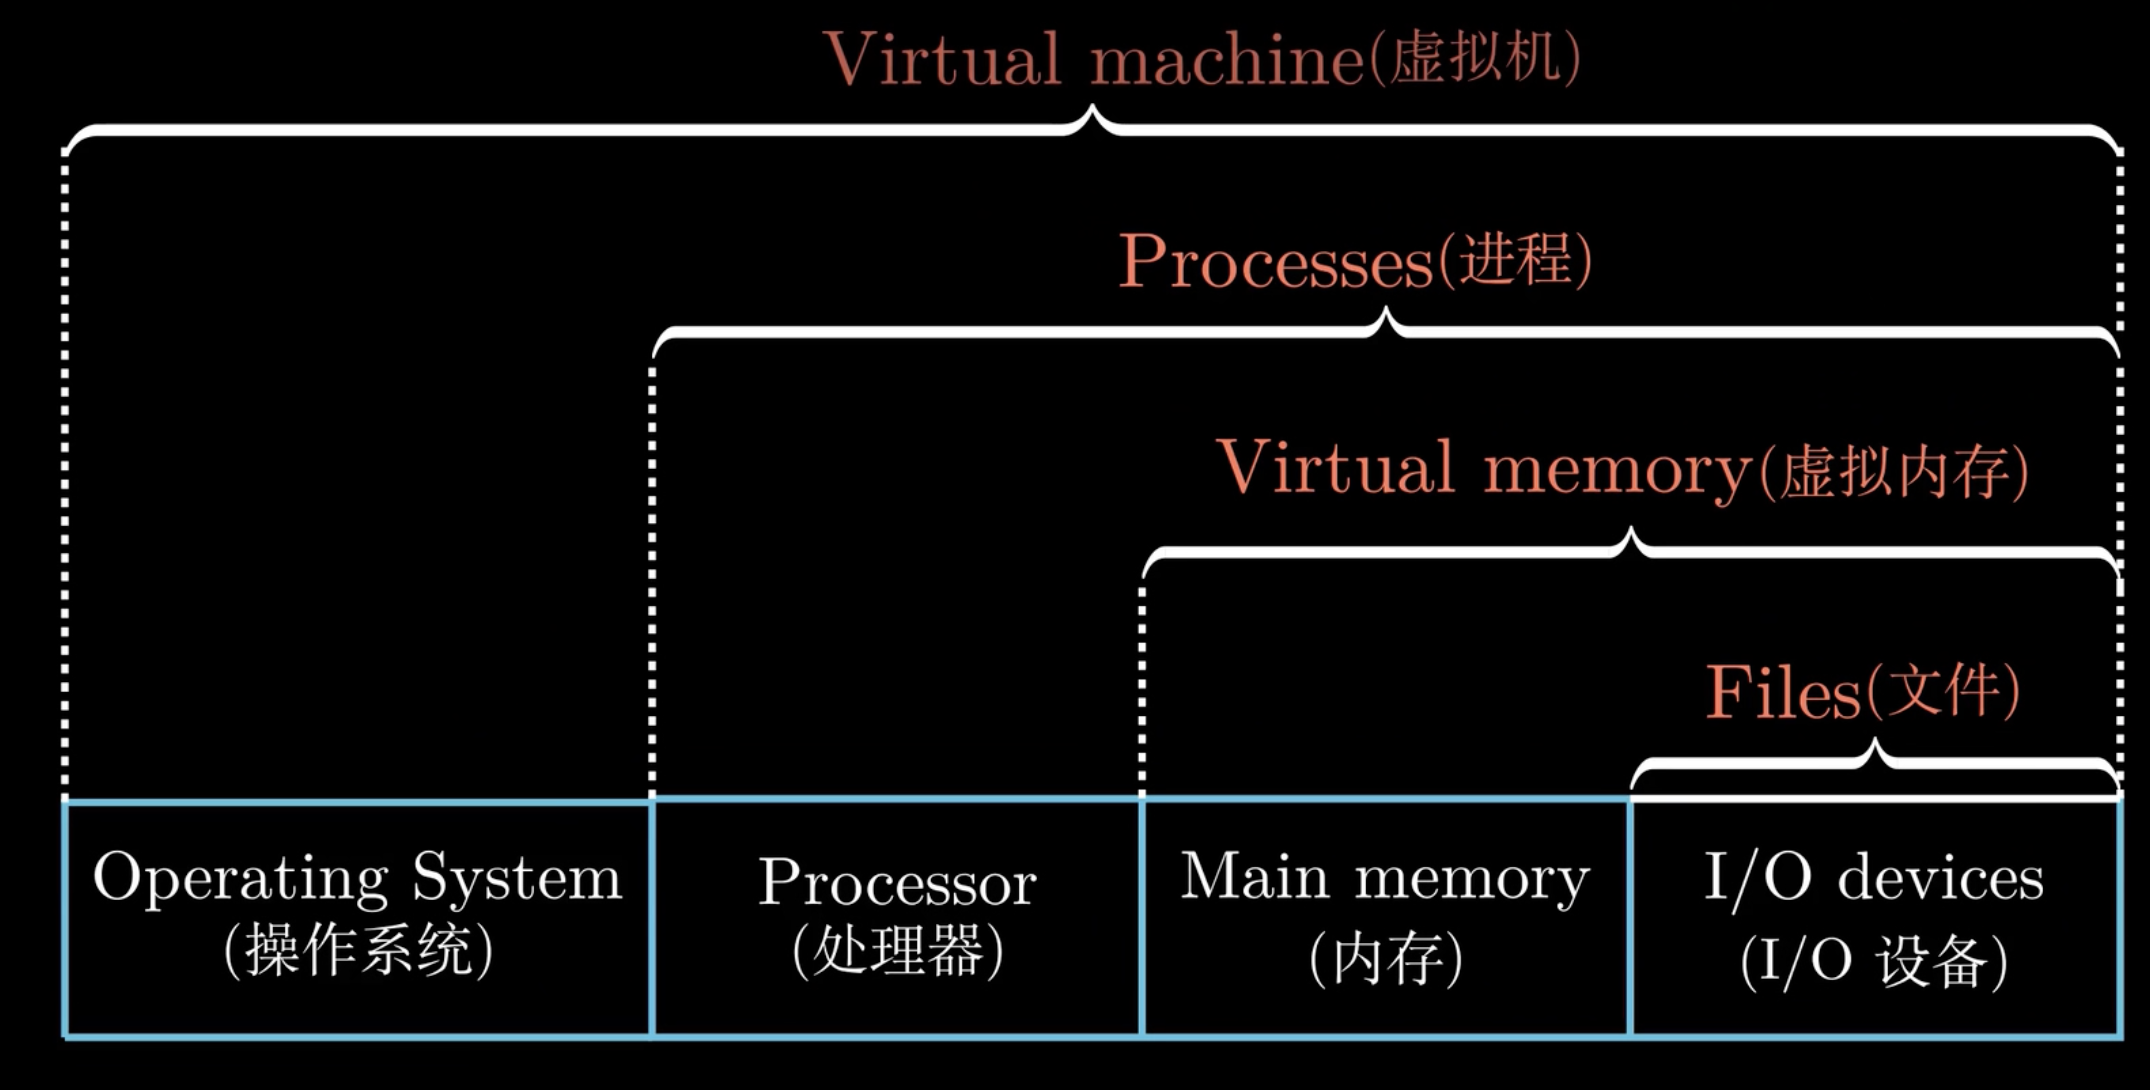 Virtual machine(虚拟机)
Processes(进程)
Virtual memory(虚拟内存)
Files(文件)
Operating System
(操作系统)
Processor
(处理器)
Main memory
(内存)
I/O devices
(I/O 设备)